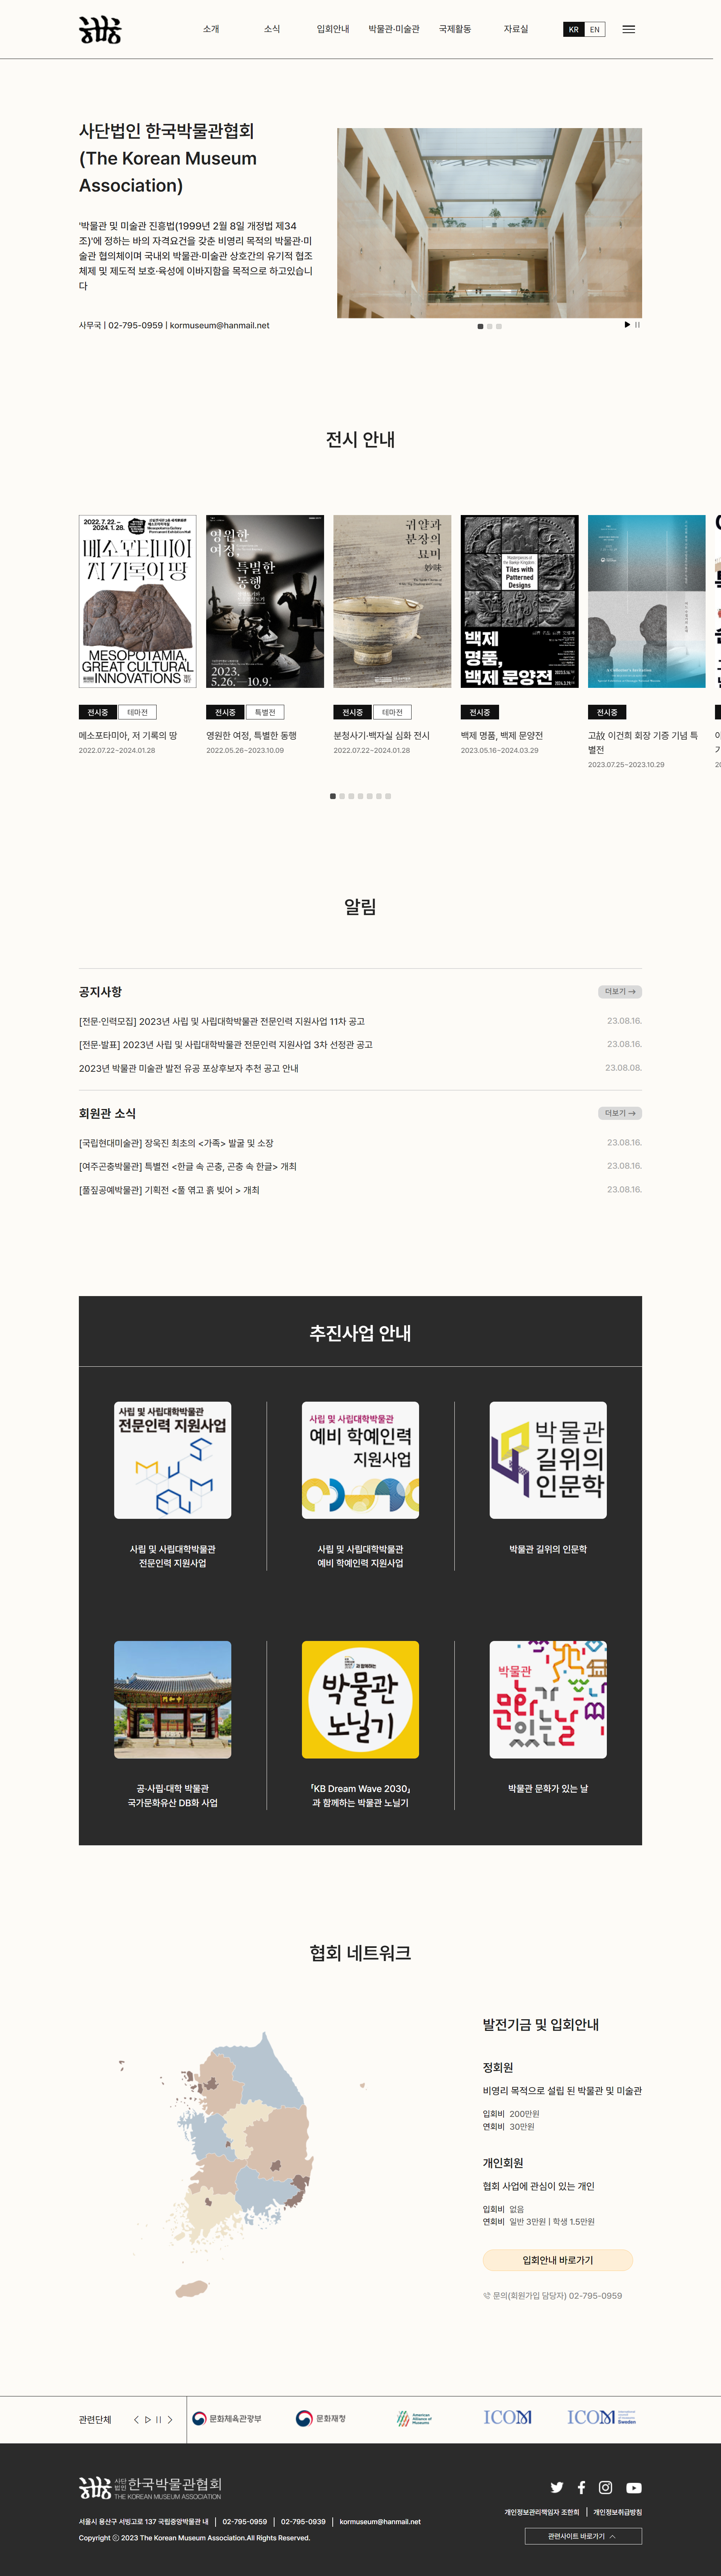 소개 소식 입회안내 박물관·미술관 국제활동 자료실 KR EN
사단법인 한국박물관협회
(The Korean Museum
Association)
'박물관 및 미술관 진흥법(1999년 2월 8일 개정법 제34
조)'에 정하는 바의 자격요건을 갖춘 비영리 목적의 박물관·미
술관 협의체이며 국내외 박물관·미술관 상호간의 유기적 협조
체제 및 제도적 보호·육성에 이바지함을 목적으로 하고있습니
다
사무국 | 02-795-0959 | kormuseum@hanmail.net
전시 안내
2022. 7. 22. ~
2024. 1. 28.
메소포타미아
저 기록의 땅
MESOPOTAMIA,
GREAT CULTURAL
INNOVATIONS
영원한
여정,
특별한
동행
2023.
5.26.—10.9.
귀얄과
분장의
묘미
妙味
Masterpieces of
the Baekje Kingdom
Tiles with
Patterned
Designs
백제
명품,
백제 문양전
전시중 테마전
전시중 특별전
전시중 테마전
전시중
전시중
메소포타미아, 저 기록의 땅
2022.07.22~2024.01.28
영원한 여정, 특별한 동행
2022.05.26~2023.10.09
분청사기·백자실 심화 전시
2022.07.22~2024.01.28
백제 명품, 백제 문양전
2023.05.16~2024.03.29
고故 이건희 회장 기증 기념 특
별전
2023.07.25~2023.10.29
알림
공지사항 더보기 →
[전문·인력모집] 2023년 사립 및 사립대학박물관 전문인력 지원사업 11차 공고 23.08.16.
[전문·발표] 2023년 사립 및 사립대학박물관 전문인력 지원사업 3차 선정관 공고 23.08.16.
2023년 박물관 미술관 발전 유공 포상후보자 추천 공고 안내 23.08.08.
회원관 소식 더보기 →
[국립현대미술관] 장욱진 최초의 <가족> 발굴 및 소장 23.08.16.
[여주곤충박물관] 특별전 <한글 속 곤충, 곤충 속 한글> 개최 23.08.16.
[풀짚공예박물관] 기획전 <풀 엮고 흙 빚어 > 개최 23.08.16.
추진사업 안내
사립 및 사립대학박물관
전문인력 지원사업
MUSEUM
사립 및 사립대학박물관
예비 학예인력
지원사업
박물관
길위의
인문학
사립 및 사립대학박물관
전문인력 지원사업
사립 및 사립대학박물관
예비 학예인력 지원사업
박물관 길위의 인문학
과 함께하는
박물관
노닐기
박물관
문화가
있는날
공·사립·대학 박물관
국가문화유산 DB화 사업
「KB Dream Wave 2030」
과 함께하는 박물관 노닐기
박물관 문화가 있는 날
협회 네트워크
발전기금 및 입회안내
정회원
비영리 목적으로 설립 된 박물관 및 미술관
입회비 200만원
연회비 30만원
개인회원
협회 사업에 관심이 있는 개인
입회비 없음
연회비 일반 3만원 | 학생 1.5만원
입회안내 바로가기
문의(회원가입 담당자) 02-795-0959
관련단체
문화체육관광부
문화재청
American
Alliance of
Museums
ICOM
ICOM
Sweden
사단법인 한국박물관협회
THE KOREAN MUSEUM ASSOCIATION
서울시 용산구 서빙고로 137 국립중앙박물관 내 | 02-795-0959 | 02-795-0939 | kormuseum@hanmail.net
Copyright ⓒ 2023 The Korean Museum Association.All Rights Reserved.
개인정보관리책임자 조한희 | 개인정보취급방침
관련사이트 바로가기